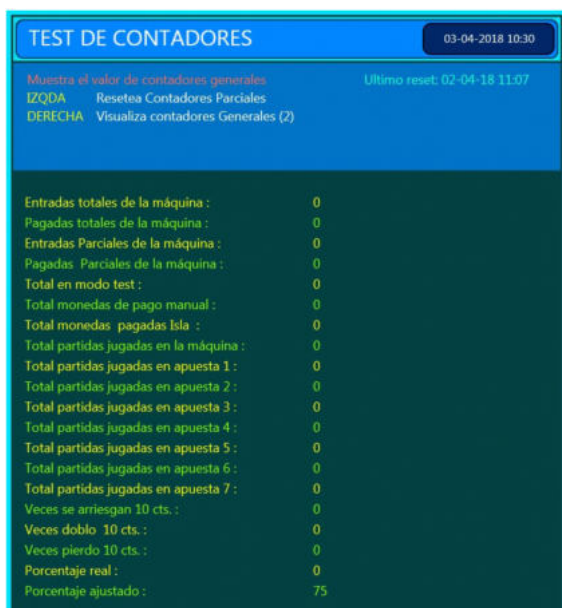 TEST DE CONTADORES
03-04-2018 10:30
Muestra el valor de contadores generales
Ultimo reset: 02-04-18 11:07
IZQDA Resetea Contadores Parciales
DERECHA Visualiza contadores Generales (2)
Entradas totales de la máquina : 0
Pagadas totales de la máquina : 0
Entradas Parciales de la máquina : 0
Pagadas Parciales de la máquina : 0
Total en modo test : 0
Total monedas de pago manual : 0
Total monedas pagadas Isla : 0
Total partidas jugadas en la máquina : 0
Total partidas jugadas en apuesta 1 : 0
Total partidas jugadas en apuesta 2 : 0
Total partidas jugadas en apuesta 3 : 0
Total partidas jugadas en apuesta 4 : 0
Total partidas jugadas en apuesta 5 : 0
Total partidas jugadas en apuesta 6 : 0
Total partidas jugadas en apuesta 7 : 0
Veces se arriesgan 10 cts. : 0
Veces doblo 10 cts. : 0
Veces pierdo 10 cts. : 0
Porcentaje real : 0
Porcentaje ajustado : 75